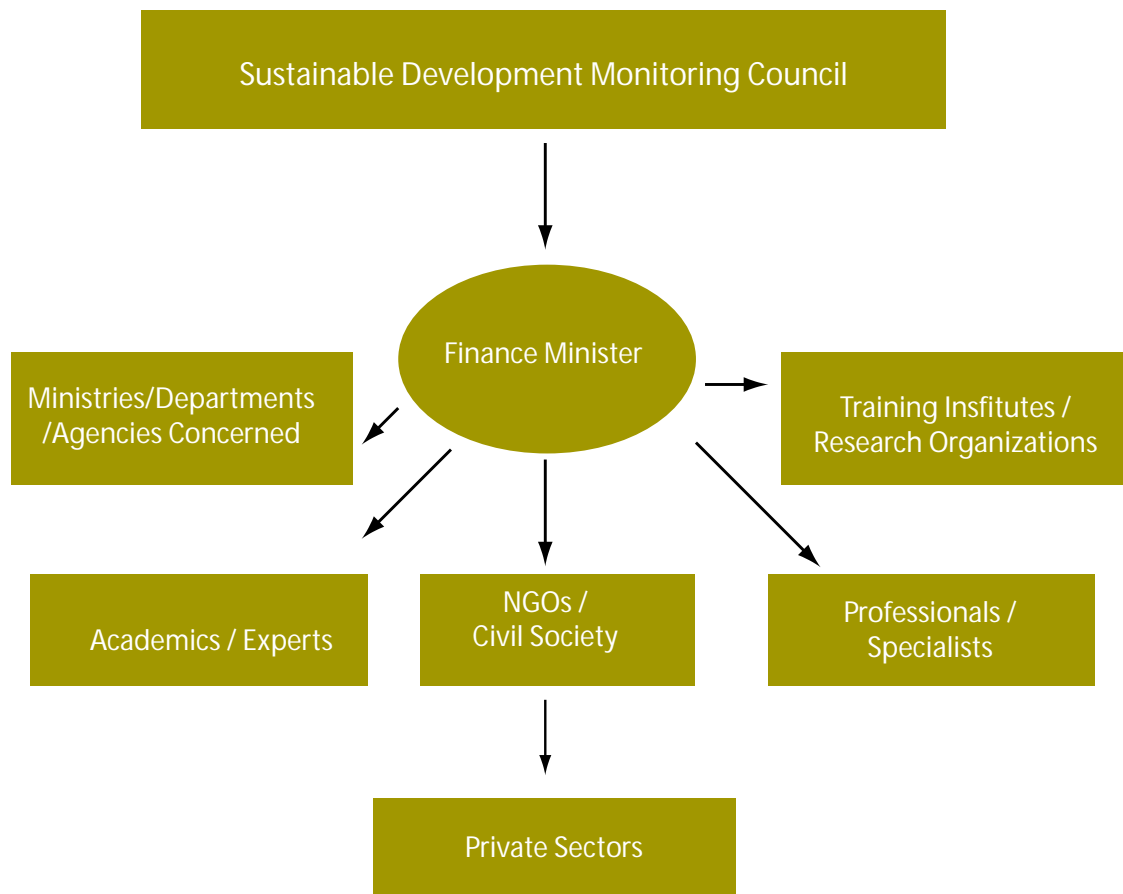 Sustainable Development Monitoring Council
Finance Minister
Ministries/Departments
/Agencies Concerned
Training Insfitutes /
Research Organizations
Academics / Experts
NGOs /
Civil Society
Professionals /
Specialists
Private Sectors